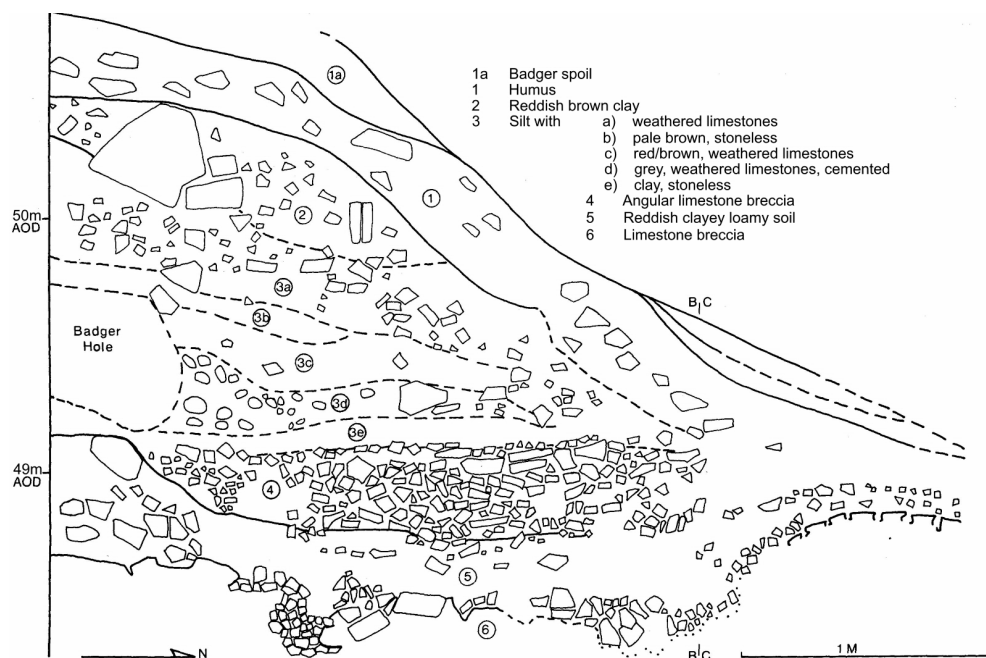 1a Badger spoil
1 Humus
2 Reddish brown clay
3 Silt with a) weathered limestones
b) pale brown, stoneless
c) red/brown, weathered limestones
d) grey, weathered limestones, cemented
e) clay, stoneless
4 Angular limestone breccia
5 Reddish clayey loamy soil
6 Limestone breccia
1a
1
2
50m
AOD
3a
B C
3b
Badger
Hole
3c
3d
3e
49m
AOD
4
5
6
N
B C
1 M